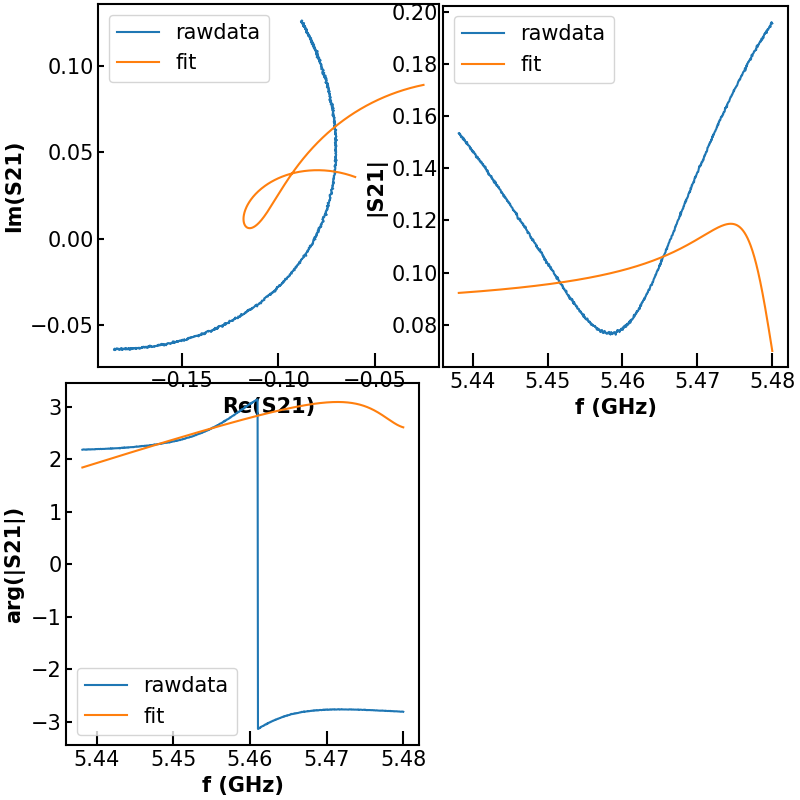 rawdata
fit
0.10
0.05
0.00
−0.05
Im(S21)
−0.15
−0.10
−0.05
Re(S21)
rawdata
fit
0.20
0.18
0.16
0.14
0.12
0.10
0.08
|S21|
5.44
5.45
5.46
5.47
5.48
f (GHz)
3
2
1
0
−1
−2
−3
arg(|S21|)
rawdata
fit
5.44
5.45
5.46
5.47
5.48
f (GHz)